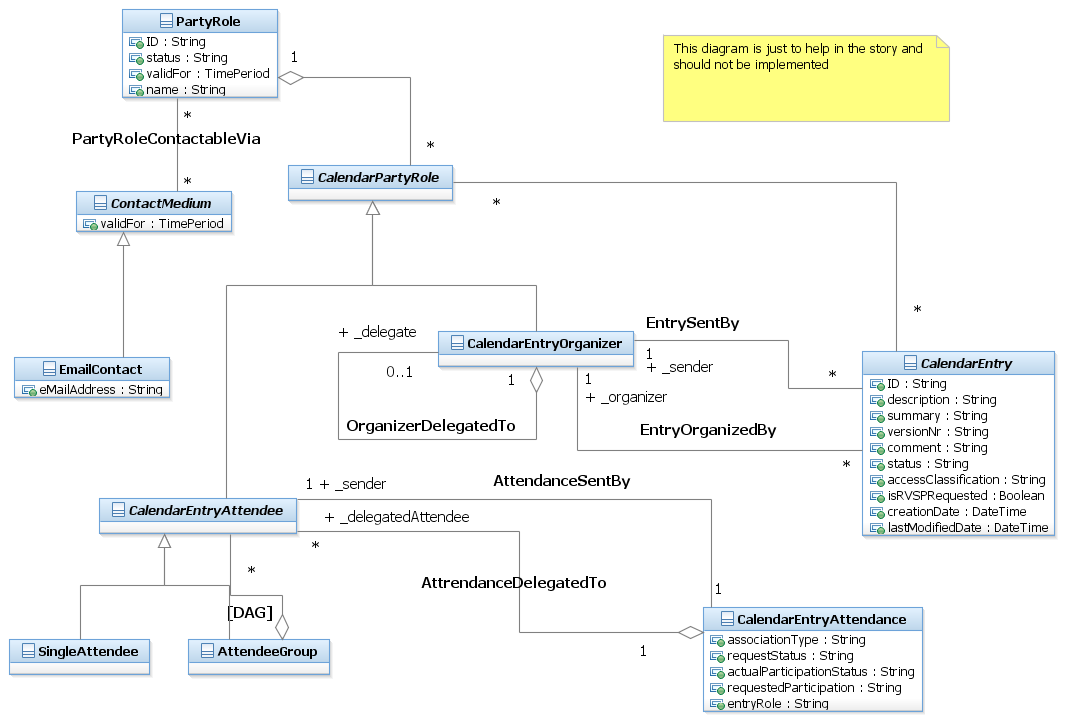 PartyRole
ID : String
status : String
validFor : TimePeriod
name : String
1
This diagram is just to help in the story and
should not be implemented
*
PartyRoleContactableVia
*
*
CalendarPartyRole
*
ContactMedium
validFor : TimePeriod
*
EmailContact
eMailAddress : String
+ _delegate
0..1
CalendarEntryOrganizer
1
OrganizerDelegatedTo
EntrySentBy
1
+ _sender
*
1
+ _organizer
EntryOrganizedBy
*
CalendarEntry
ID : String
description : String
summary : String
versionNr : String
comment : String
status : String
accessClassification : String
isRVSPRequested : Boolean
creationDate : DateTime
lastModifiedDate : DateTime
1 + _sender
AttendanceSentBy
CalendarEntryAttendee
+ _delegatedAttendee
*
*
AttrendanceDelegatedTo
1
[DAG]
SingleAttendee
AttendeeGroup
1
CalendarEntryAttendance
associationType : String
requestStatus : String
actualParticipationStatus : String
requestedParticipation : String
entryRole : String